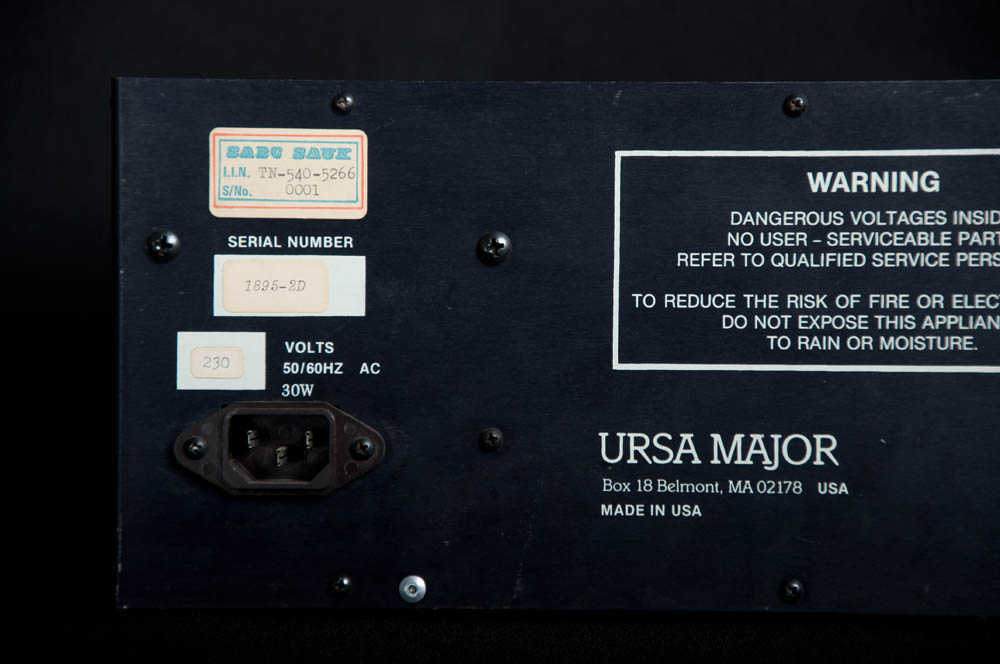 SABC SAUK
I.I.N. TN-540-5266
S/No. 0001
SERIAL NUMBER
1895-2D
230
VOLTS
50/60HZ AC
30W
WARNING
DANGEROUS VOLTAGES INSID
NO USER – SERVICEABLE PART
REFER TO QUALIFIED SERVICE PERS
TO REDUCE THE RISK OF FIRE OR ELEC
DO NOT EXPOSE THIS APPLIAN
TO RAIN OR MOISTURE.
URSA MAJOR
Box 18 Belmont, MA 02178 USA
MADE IN USA